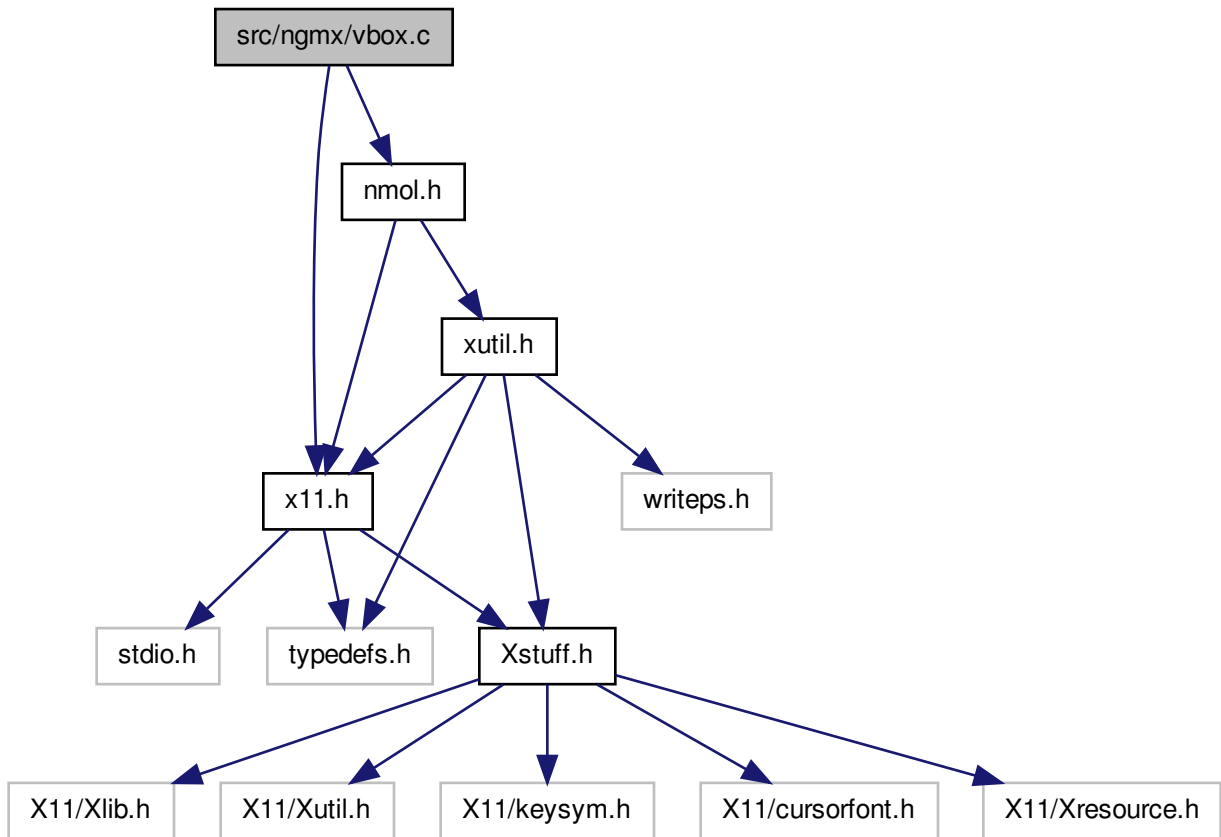 src/ngmx/vbox.c
nmol.h
xutil.h
x11.h
writeps.h
stdio.h
typedefs.h
Xstuff.h
X11/Xlib.h
X11/Xutil.h
X11/keysym.h
X11/cursorfont.h
X11/Xresource.h